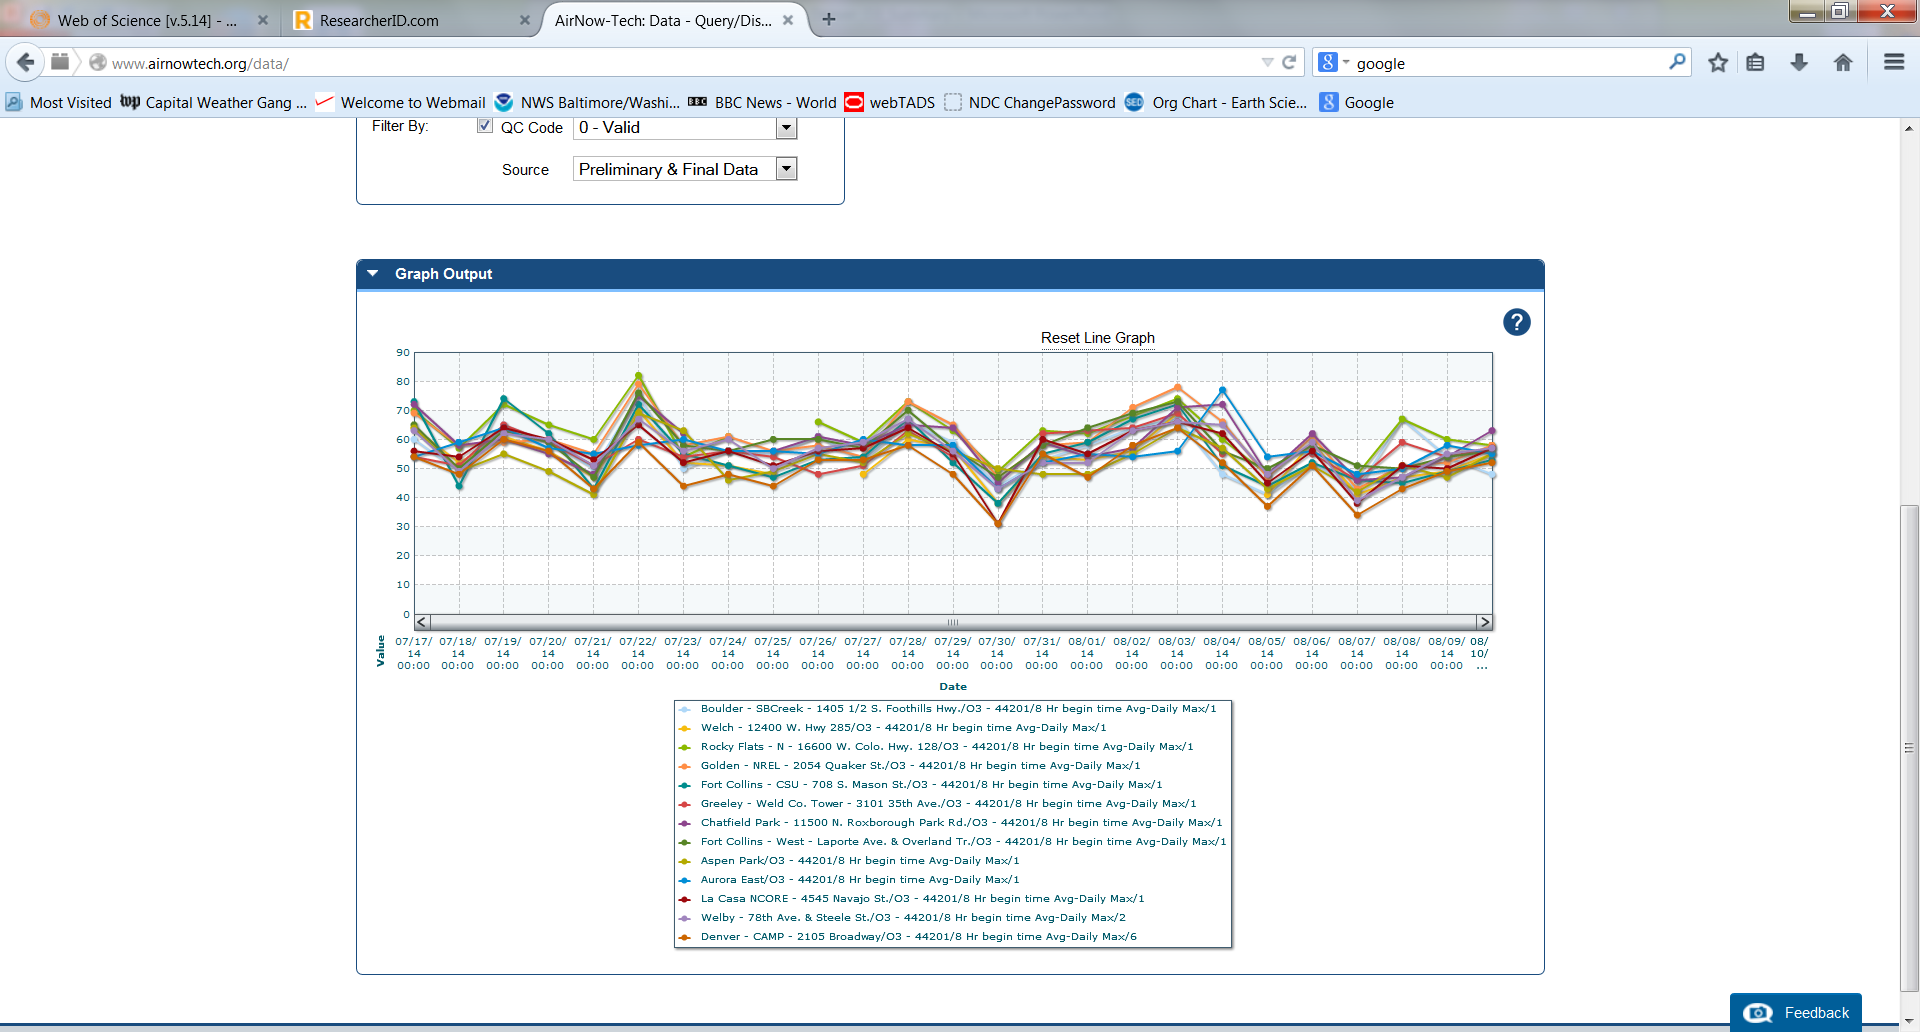 Web of Science [v.5.14] - ...
ResearcherID.com
AirNow-Tech: Data - Query/Dis...
www.airnowtech.org/data/
google
Most Visited
Capital Weather Gang ...
Welcome to Webmail
NWS Baltimore/Washi...
BBC News - World
webTADS
NDC ChangePassword
Org Chart - Earth Scie...
Google
Filter By:
QC Code
0 - Valid
Source
Preliminary & Final Data
Graph Output
?
Reset Line Graph
90
80
70
60
50
40
30
20
10
0
Value
07/17/14 00:00
07/18/14 00:00
07/19/14 00:00
07/20/14 00:00
07/21/14 00:00
07/22/14 00:00
07/23/14 00:00
07/24/14 00:00
07/25/14 00:00
07/26/14 00:00
07/27/14 00:00
07/28/14 00:00
07/29/14 00:00
07/30/14 00:00
07/31/14 00:00
08/01/14 00:00
08/02/14 00:00
08/03/14 00:00
08/04/14 00:00
08/05/14 00:00
08/06/14 00:00
08/07/14 00:00
08/08/14 00:00
08/09/14 00:00
08/10/ ...
Date
Boulder - SBCreek - 1405 1/2 S. Foothills Hwy./O3 - 44201/8 Hr begin time Avg-Daily Max/1
Welch - 12400 W. Hwy 285/O3 - 44201/8 Hr begin time Avg-Daily Max/1
Rocky Flats - N - 16600 W. Colo. Hwy. 128/O3 - 44201/8 Hr begin time Avg-Daily Max/1
Golden - NREL - 2054 Quaker St./O3 - 44201/8 Hr begin time Avg-Daily Max/1
Fort Collins - CSU - 708 S. Mason St./O3 - 44201/8 Hr begin time Avg-Daily Max/1
Greeley - Weld Co. Tower - 3101 35th Ave./O3 - 44201/8 Hr begin time Avg-Daily Max/1
Chatfield Park - 11500 N. Roxborough Park Rd./O3 - 44201/8 Hr begin time Avg-Daily Max/1
Fort Collins - West - Laporte Ave. & Overland Tr./O3 - 44201/8 Hr begin time Avg-Daily Max/1
Aspen Park/O3 - 44201/8 Hr begin time Avg-Daily Max/1
Aurora East/O3 - 44201/8 Hr begin time Avg-Daily Max/1
La Casa NCORE - 4545 Navajo St./O3 - 44201/8 Hr begin time Avg-Daily Max/1
Welby - 78th Ave. & Steele St./O3 - 44201/8 Hr begin time Avg-Daily Max/2
Denver - CAMP - 2105 Broadway/O3 - 44201/8 Hr begin time Avg-Daily Max/6
Feedback